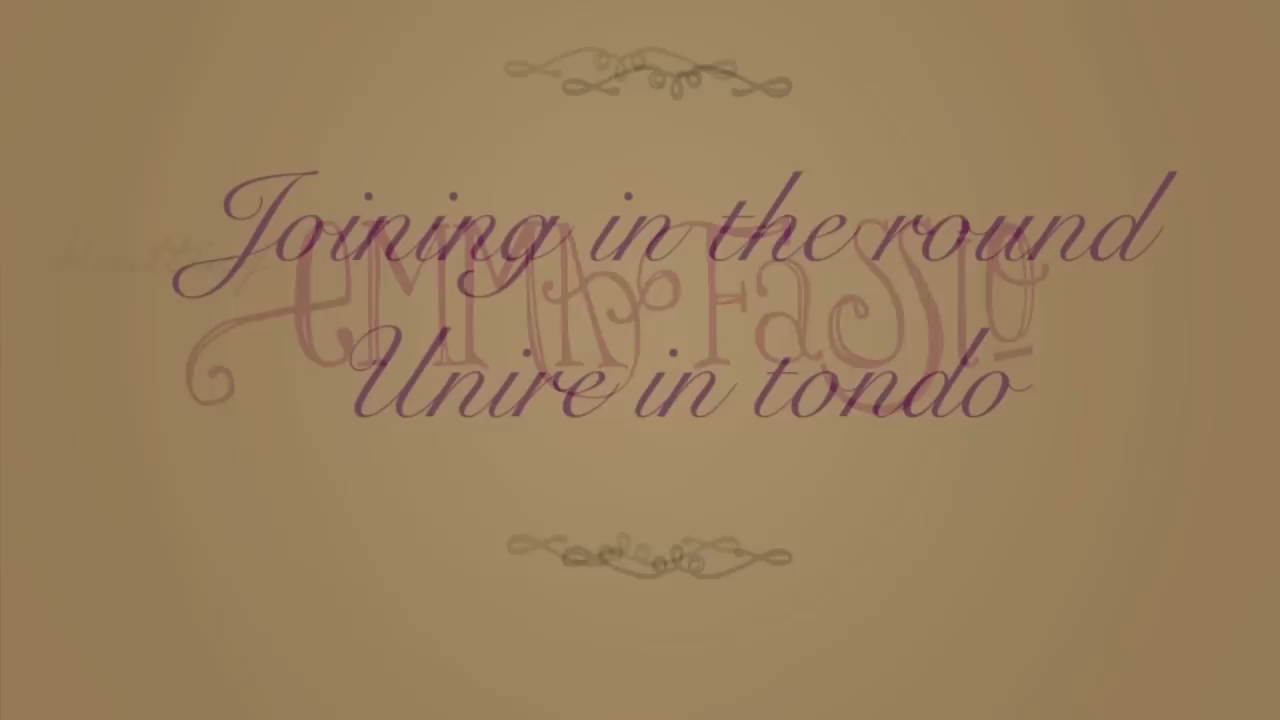 Joining in the round
emma Fassio
Unire in tondo